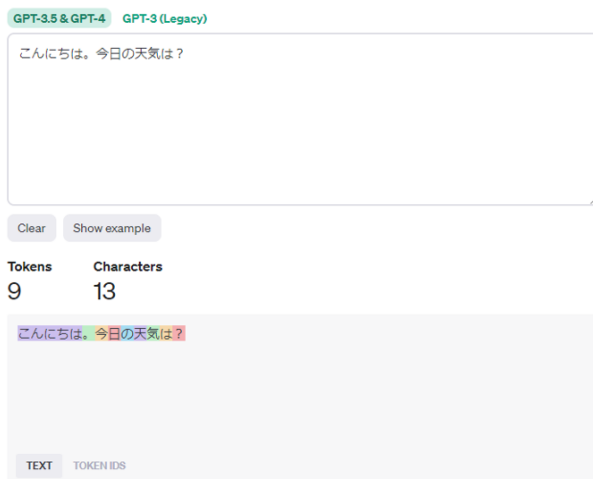 GPT-3.5 & GPT-4 GPT-3 (Legacy)
こんにちは。今日の天気は？
Clear Show example
Tokens Characters
9 13
こんにちは。今日の天気は？
TEXT TOKEN IDS